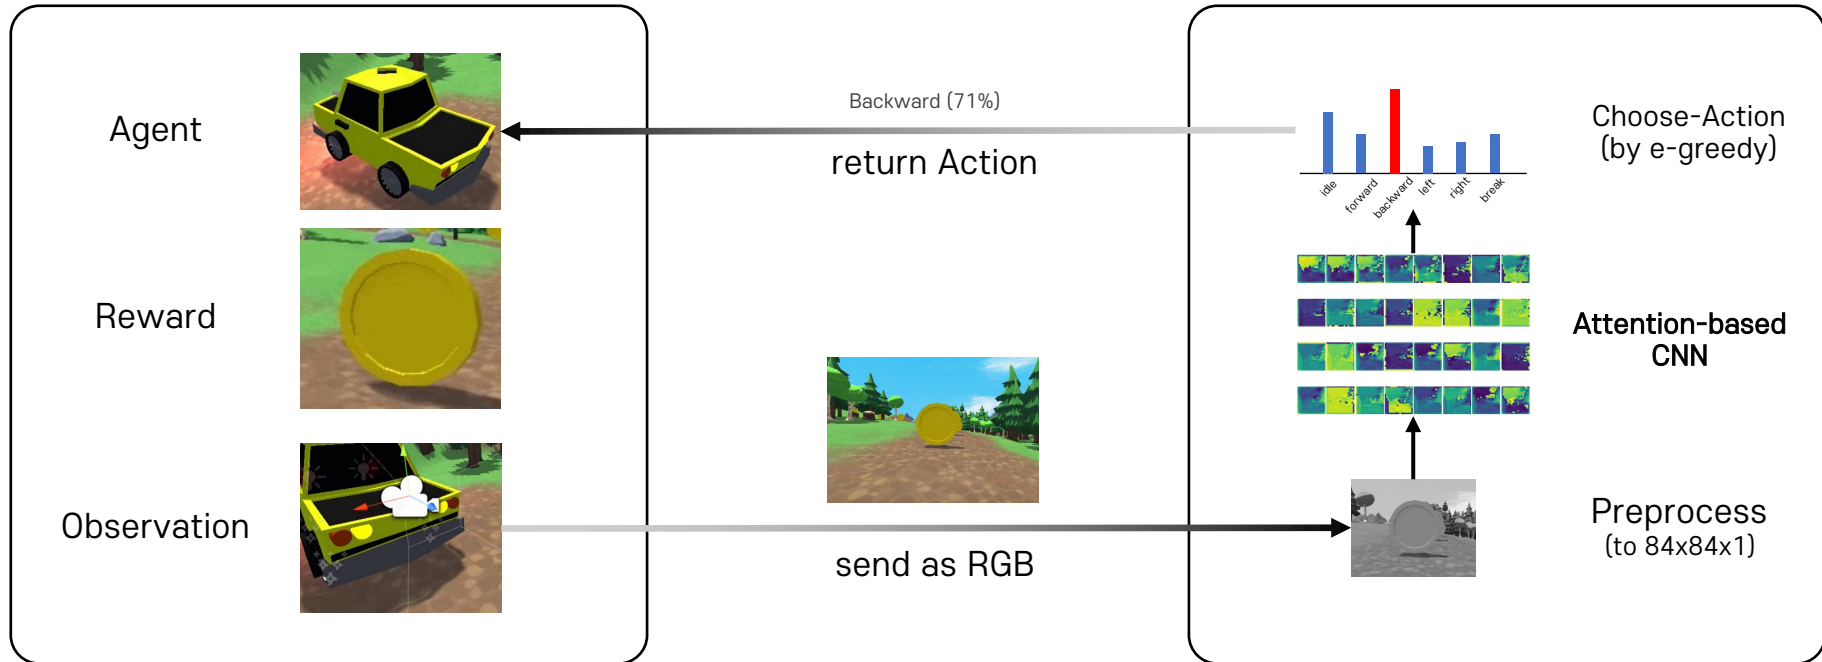 Agent
Reward
Observation
Backward (71%)
return Action
send as RGB
Choose-Action
(by e-greedy)
idle
forward
backward
left
right
break
Attention-based
CNN
Preprocess
(to 84x84x1)